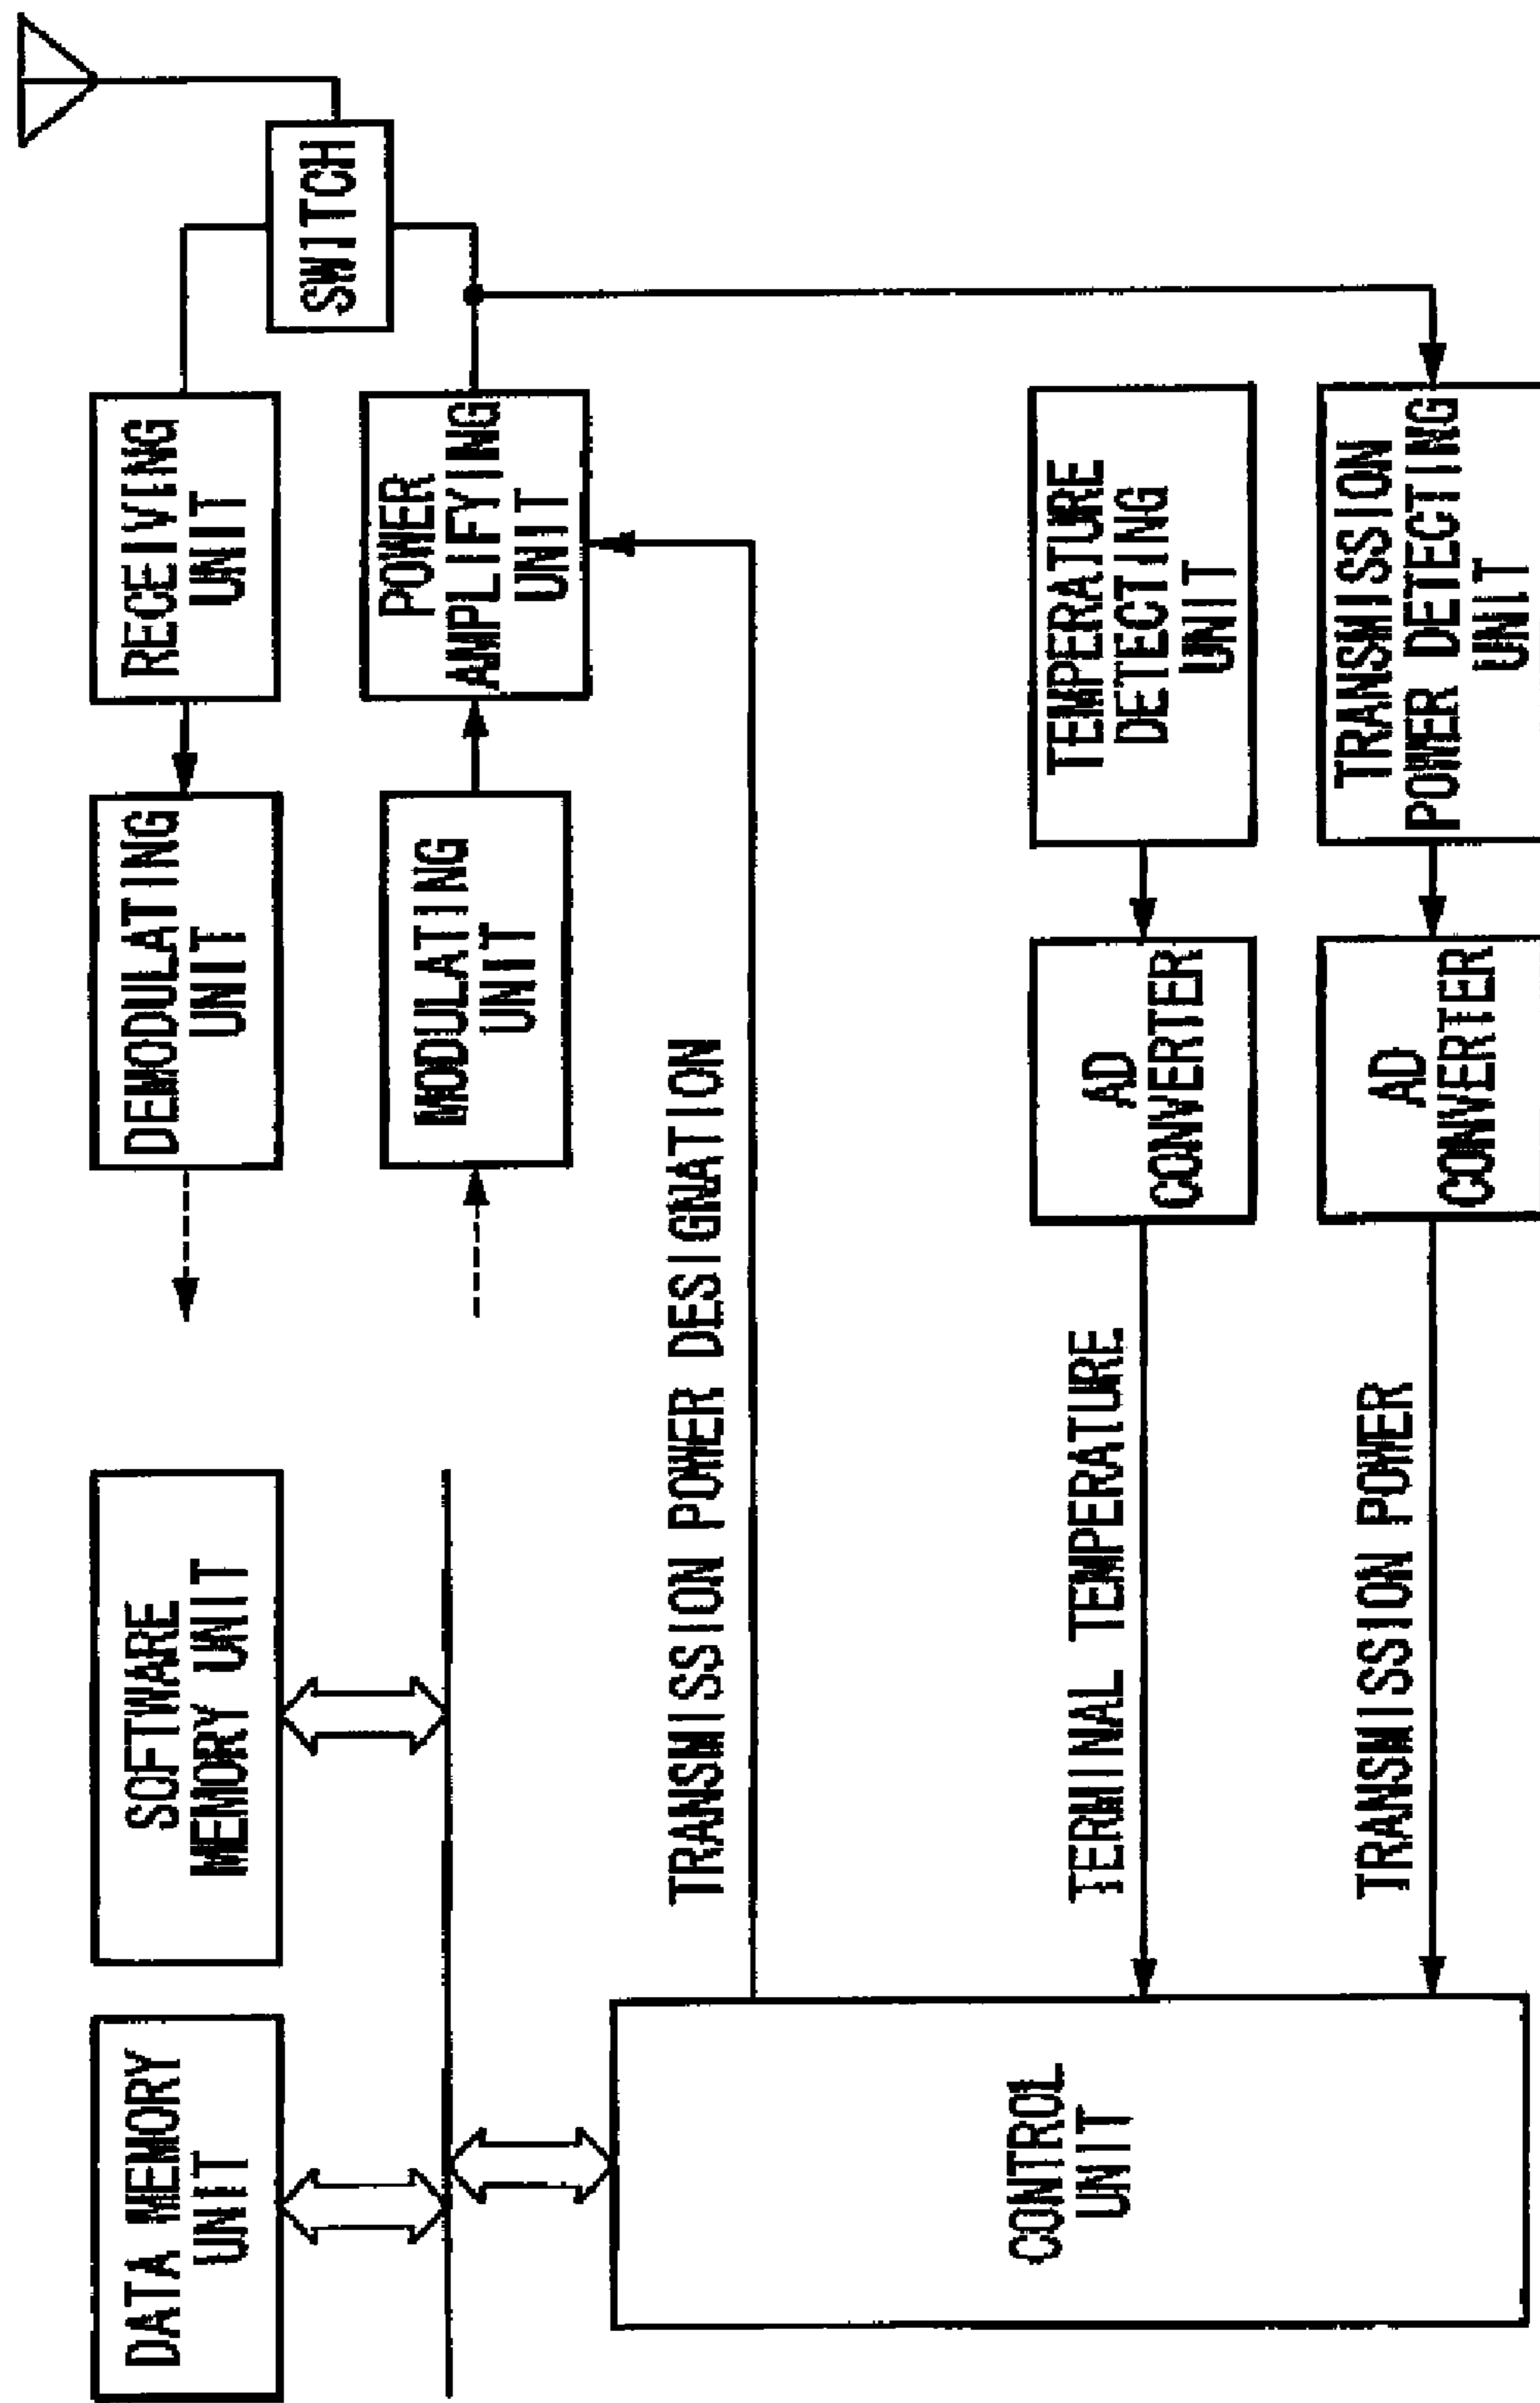 DATA MEMORY
UNIT
SOFTWARE
MEMORY UNIT
DEMODULATING
UNIT
RECEIVING
UNIT
SWITCH
MODULATING
UNIT
POWER
AMPLIFYING
UNIT
TRANSMISSION POWER DESIGNATION
CONTROL
UNIT
TERMINAL TEMPERATURE
AD
CONVERTER
TEMPERATURE
DETECTING
UNIT
TRANSMISSION POWER
AD
CONVERTER
TRANSMISSION
POWER DETECTING
UNIT